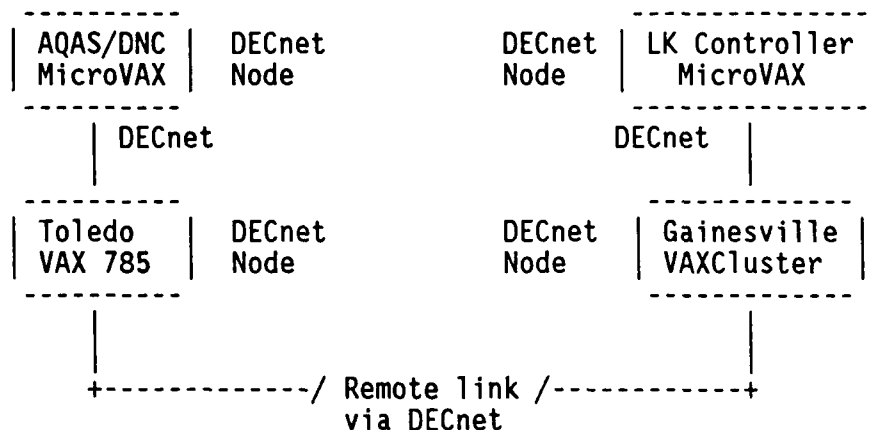 AQAS/DNC DECnet DECnet LK Controller
MicroVAX Node Node MicroVAX
DECnet DECnet
Toledo DECnet DECnet Gainesville
VAX 785 Node Node VAXCluster
Remote link
via DECnet